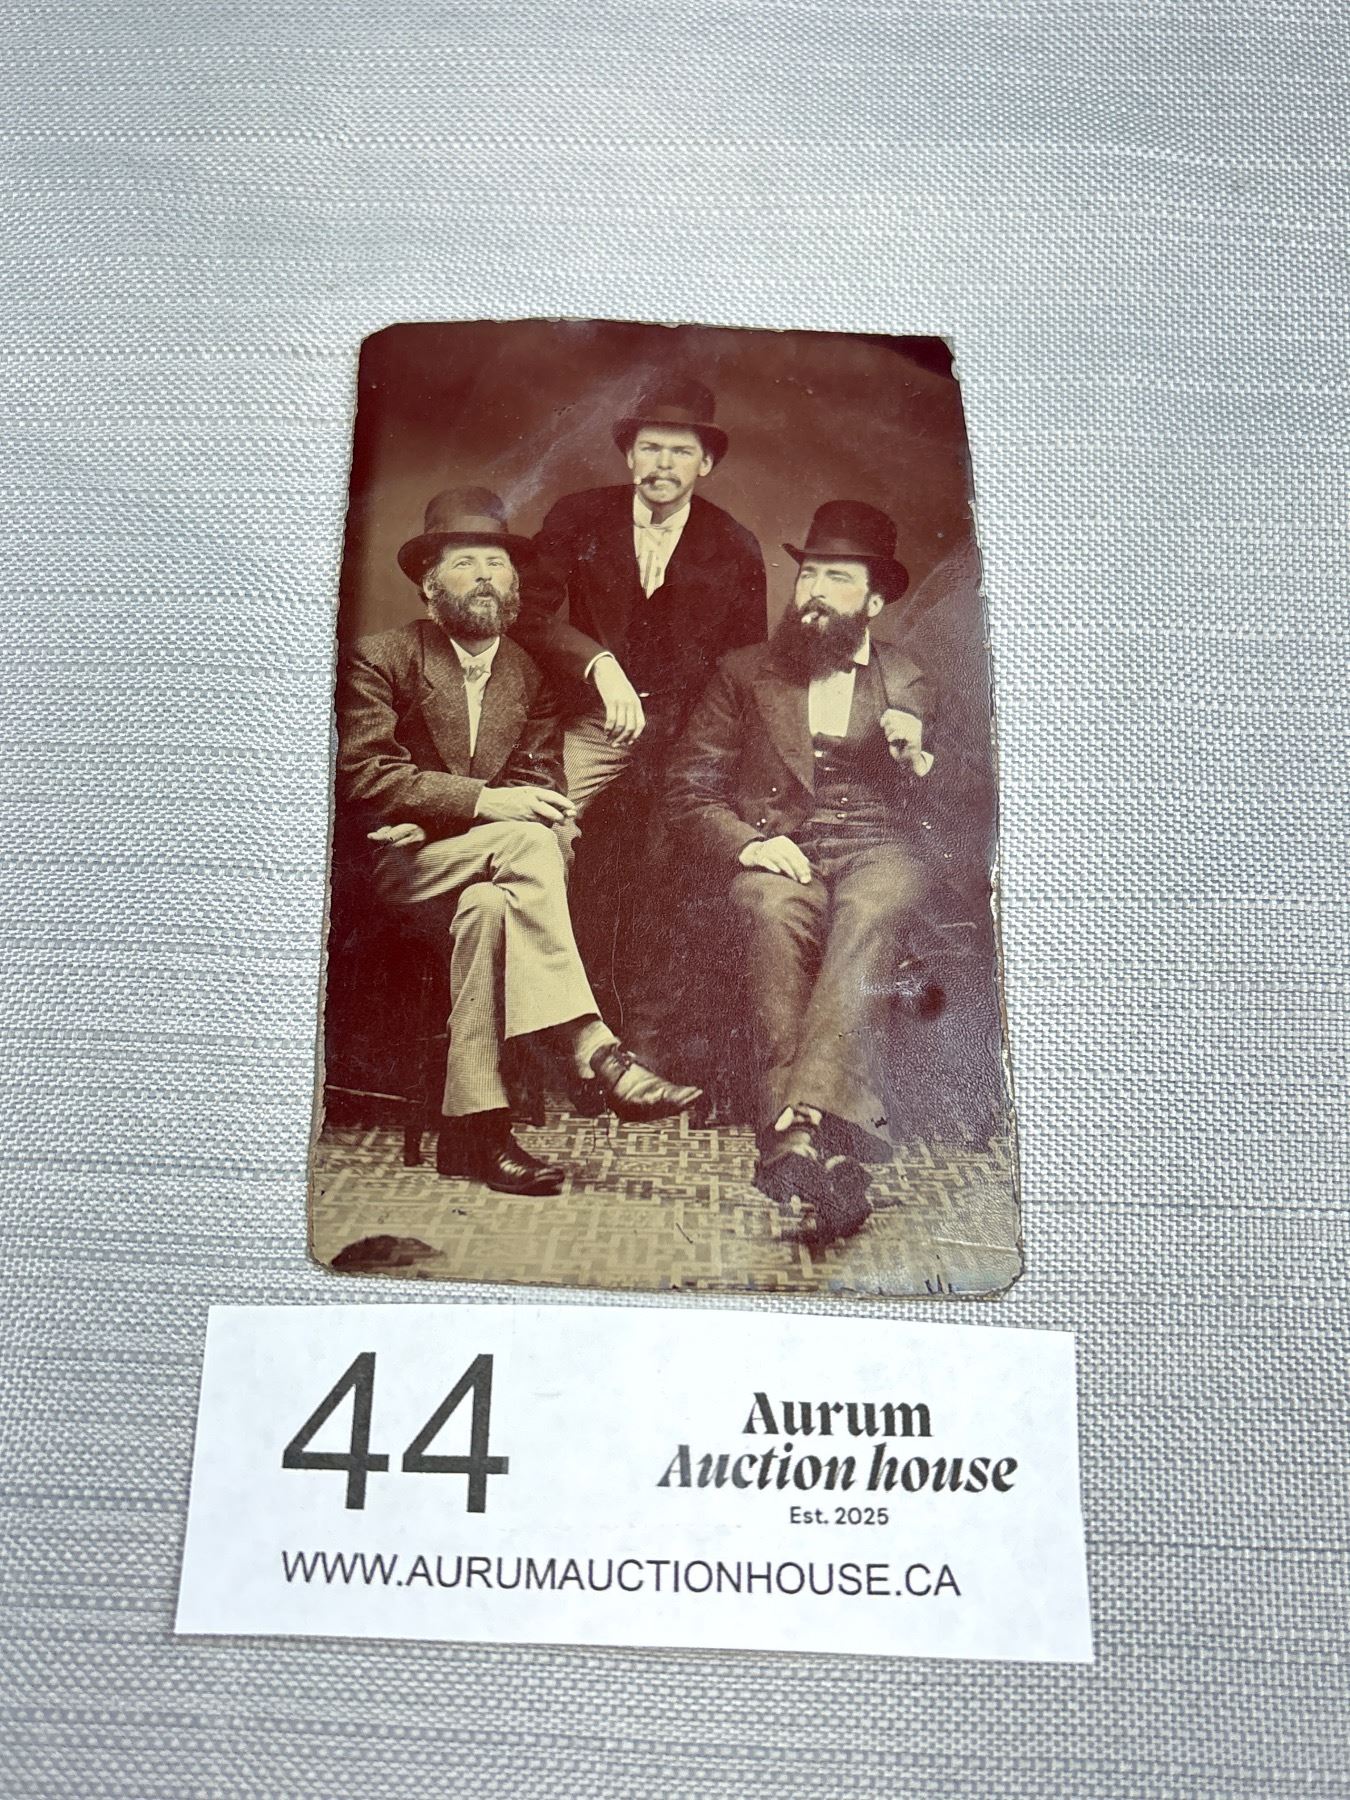 44
Aurum
Auction house
Est. 2025
WWW.AURUMAUCTIONHOUSE.CA